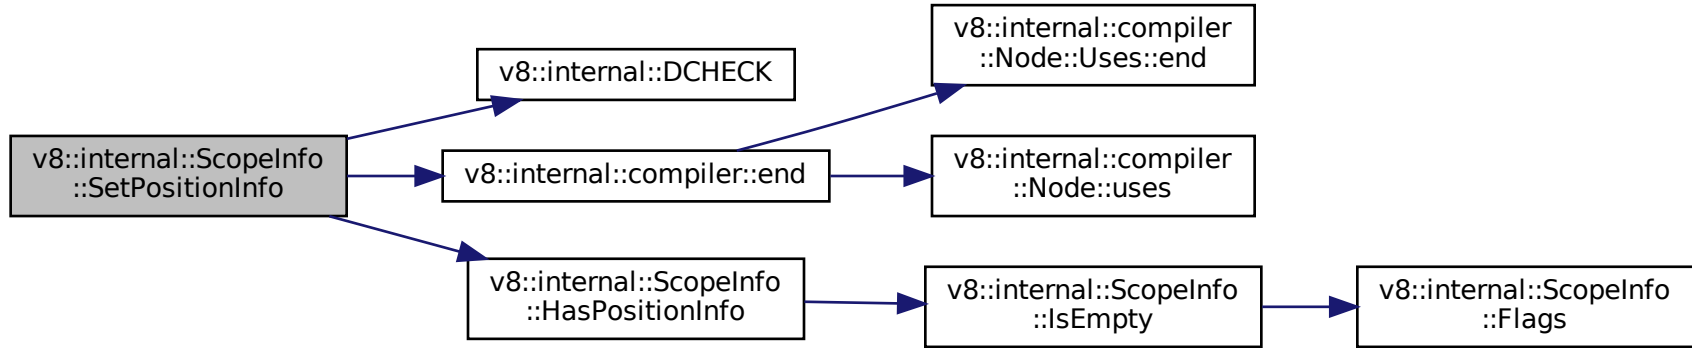 v8::internal::ScopeInfo
::SetPositionInfo
v8::internal::DCHECK
v8::internal::compiler::end
v8::internal::ScopeInfo
::HasPositionInfo
v8::internal::compiler
::Node::Uses::end
v8::internal::compiler
::Node::uses
v8::internal::ScopeInfo
::IsEmpty
v8::internal::ScopeInfo
::Flags